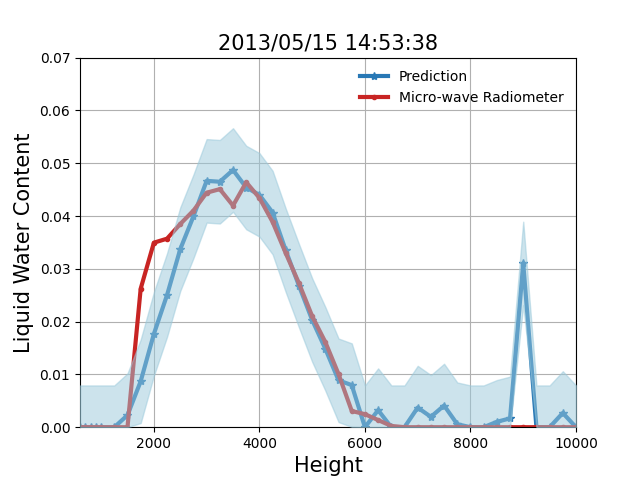 2013/05/15 14:53:38
0.07
0.06
0.05
0.04
0.03
0.02
0.01
0.00
Liquid Water Content
Prediction
Micro-wave Radiometer
2000 4000 6000 8000 10000
Height